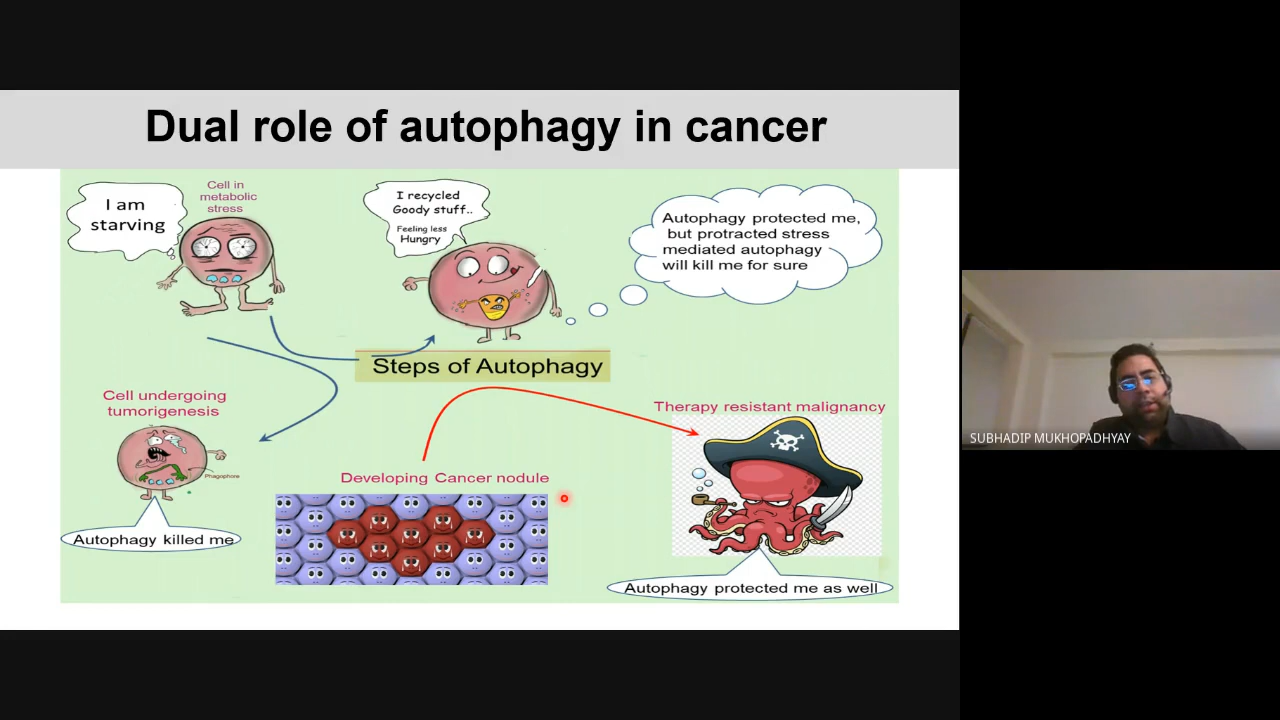 Dual role of autophagy in cancer
I am
starving
Cell in
metabolic
stress
I recycled
Goody stuff..
Feeling less
Hungry
Autophagy protected me,
but protracted stress
mediated autophagy
will kill me for sure
Steps of Autophagy
Cell undergoing
tumorigenesis
Phagophore
Autophagy killed me
Developing Cancer nodule
Therapy resistant malignancy
Autophagy protected me as well
SUBHADIP MUKHOPADHYAY